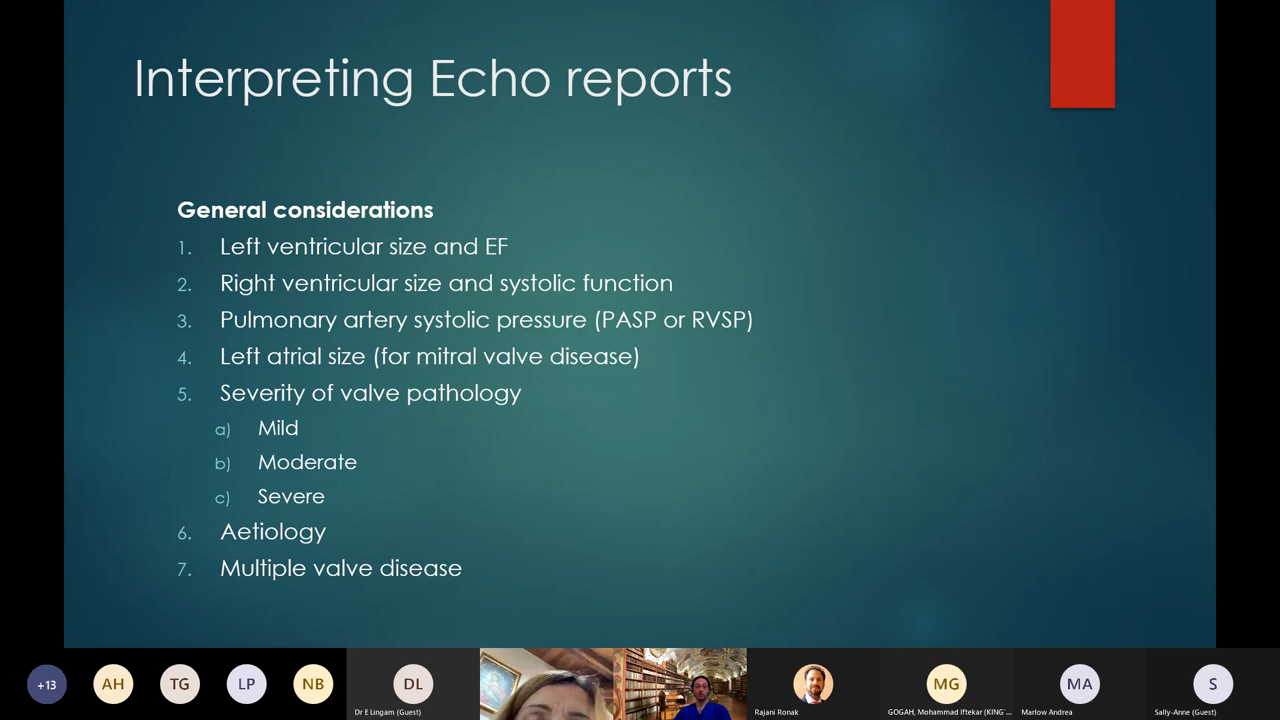 Interpreting Echo reports
General considerations
1. Left ventricular size and EF
2. Right ventricular size and systolic function
3. Pulmonary artery systolic pressure (PASP or RVSP)
4. Left atrial size (for mitral valve disease)
5. Severity of valve pathology
a) Mild
b) Moderate
c) Severe
6. Aetiology
7. Multiple valve disease
+13
AH
TG
LP
NB
DL
MG
MA
S
Dr E Lingam (Guest)
Rajani Ronak
GOGAH, Mohammad Iftekar (KING'...
Marlow Andrea
Sally-Anne (Guest)